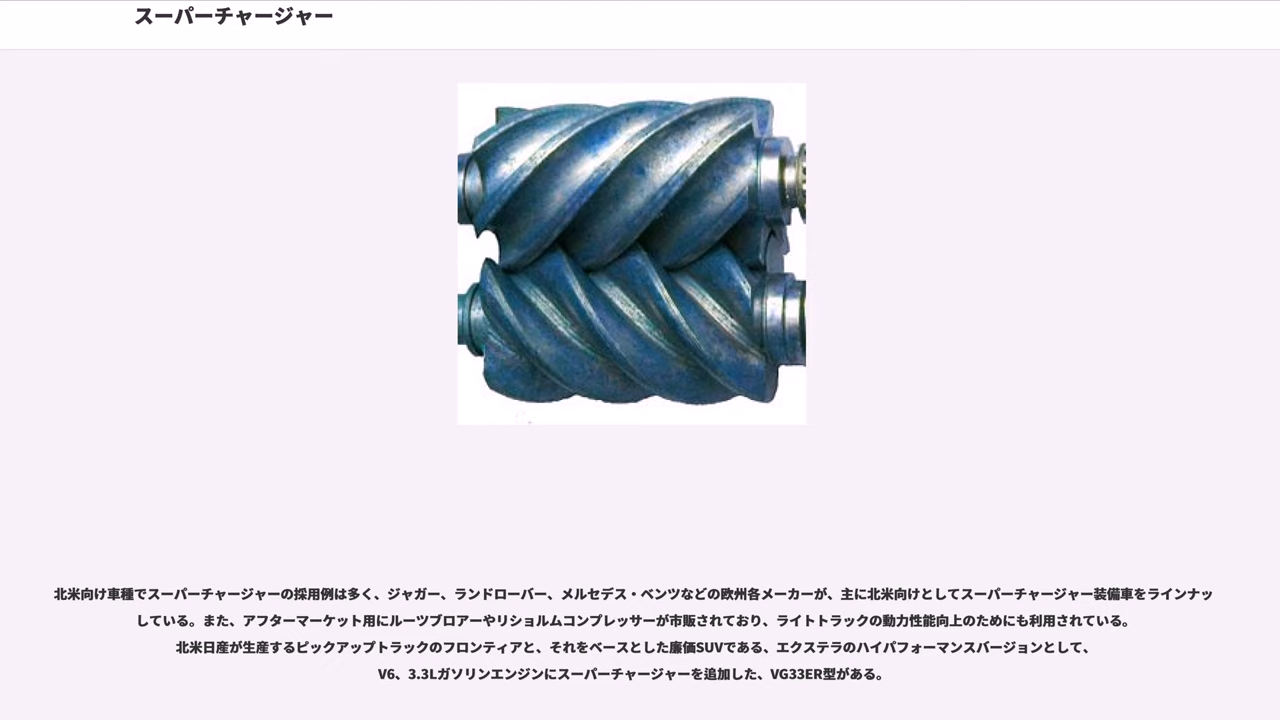 スーパーチャージャー
北米向け車種でスーパーチャージャーの採用例は多く、ジャガー、ランドローバー、メルセデス・ベンツなどの欧州各メーカーが、主に北米向けとしてスーパーチャージャー装備車をラインナッ
している。また、アフターマーケット用にルーツブロアーやリショルムコンプレッサーが市販されており、ライトトラックの動力性能向上のためにも利用されている。
北米日産が生産するピックアップトラックのフロンティアと、それをベースとした廉価SUVである、エクステラのハイパフォーマンスバージョンとして、
V6、3.3Lガソリンエンジンにスーパーチャージャーを追加した、VG33ER型がある。